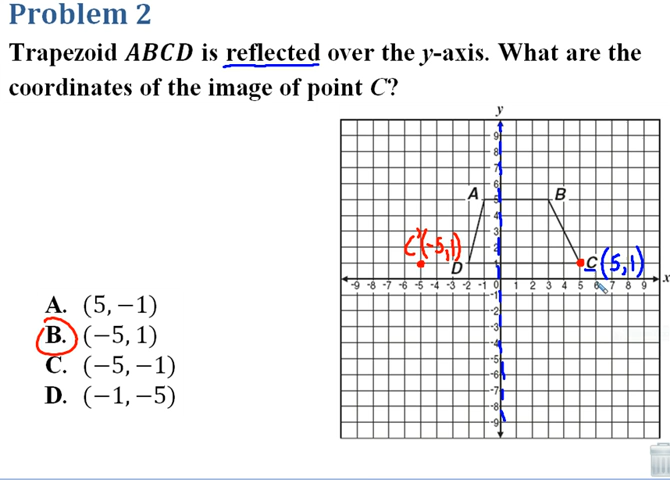 Problem 2
Trapezoid ABCD is reflected over the y-axis. What are the
coordinates of the image of point C?
y
9
8
7
6
A B
5
4
3
C'(-5,1)
2
D 1 C (5,1)
-9 -8 -7 -6 -5 -4 -3 -2 -1 0 1 2 3 4 5 6 7 8 9 x
-1
-2
-3
-4
-5
-6
-7
-8
-9
A. (5, −1)
B. (−5, 1)
C. (−5, −1)
D. (−1, −5)